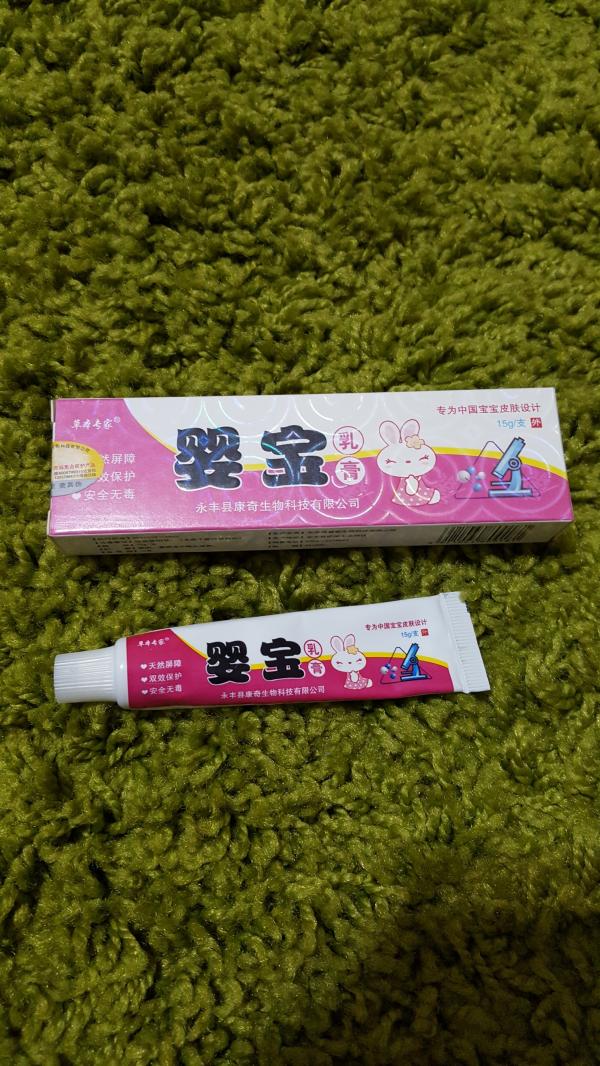 草本专家®
专为中国宝宝皮肤设计
15g/支 外
然屏障
效保护
安全无毒
婴宝
乳膏
永丰县康奇生物科技有限公司
草本专家®
专为中国宝宝皮肤设计
15g/支 外
♥天然屏障
♥双效保护
♥安全无毒
婴宝
乳膏
永丰县康奇生物科技有限公司